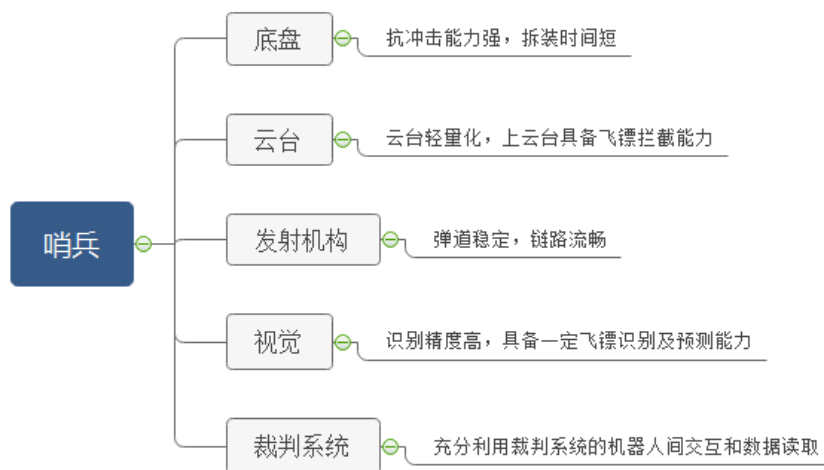 哨兵
底盘
抗冲击能力强，拆装时间短
云台
云台轻量化，上云台具备飞镖拦截能力
发射机构
弹道稳定，链路流畅
视觉
识别精度高，具备一定飞镖识别及预测能力
裁判系统
充分利用裁判系统的机器人间交互和数据读取